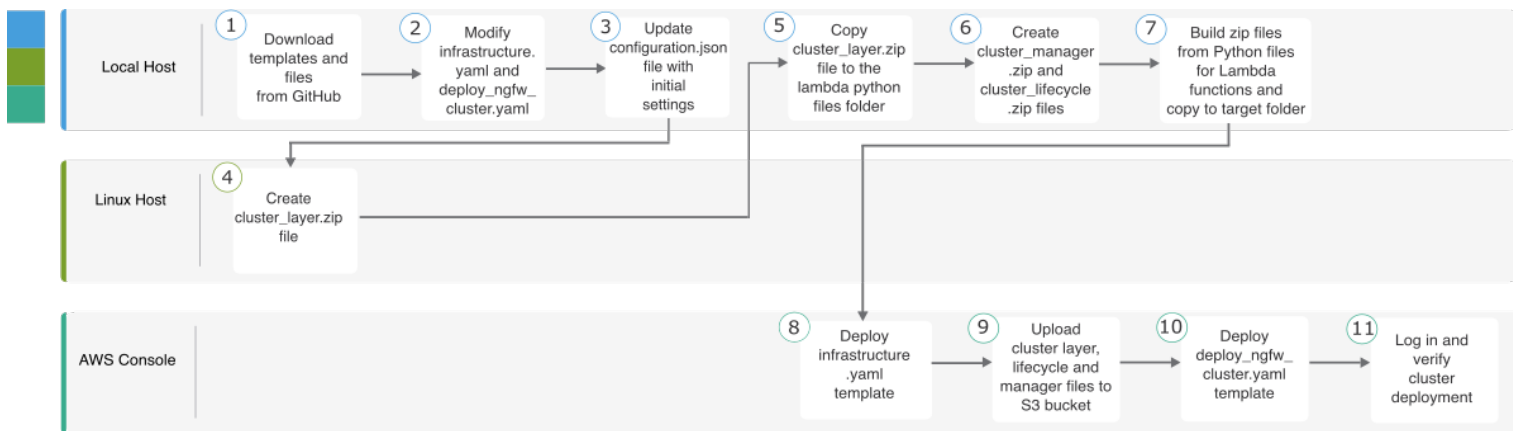 Local Host
1
Download
templates and
files
from GitHub
2
Modify
infrastructure.
yaml and
deploy_ngfw_
cluster.yaml
3
Update
configuration.json
file with
initial
settings
5
Copy
cluster_layer.zip
file to the
lambda python
files folder
6
Create
cluster_manager
.zip and
cluster_lifecycle
.zip files
7
Build zip files
from Python files
for Lambda
functions and
copy to target folder
Linux Host
4
Create
cluster_layer.zip
file
AWS Console
8
Deploy
infrastructure
.yaml
template
9
Upload
cluster layer,
lifecycle and
manager files to
S3 bucket
10
Deploy
deploy_ngfw_
cluster.yaml
template
11
Log in and
verify
cluster
deployment